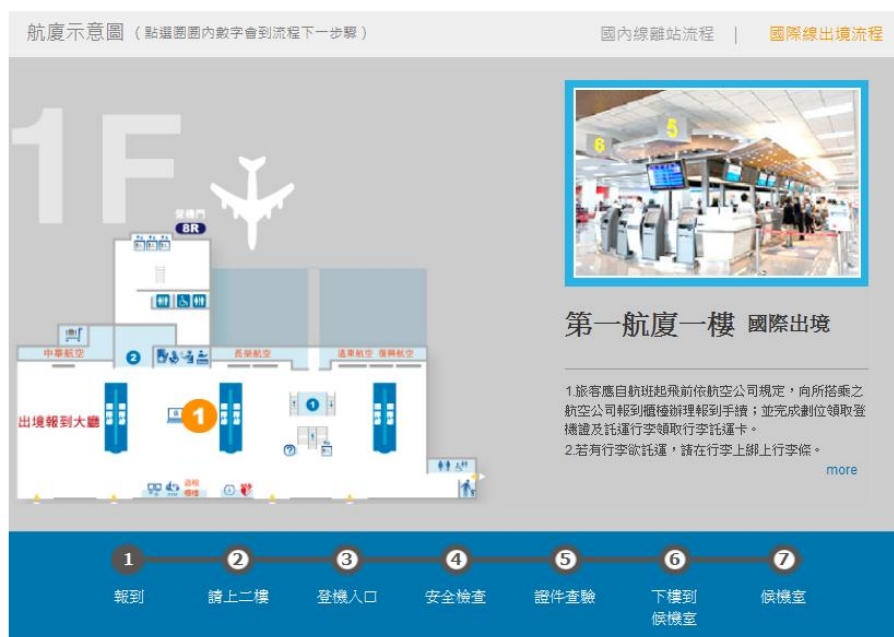 航廈示意圖（點選圈圈內數字會到流程下一步驟）
國內線離站流程 | 國際線出境流程
1F
6
5
登機門
8R
中華航空
2
長榮航空
遠東航空 復興航空
出境報到大廳
1
1
第一航廈一樓 國際出境
1.旅客應自航班起飛前依航空公司規定，向所搭乘之
航空公司報到櫃檯辦理報到手續；並完成劃位領取登
機證及託運行李領取行李託運卡。
2.若有行李欲託運，請在行李上綁上行李條。
more
1 2 3 4 5 6 7
報到 請上二樓 登機入口 安全檢查 證件查驗 下樓到 候機室
候機室